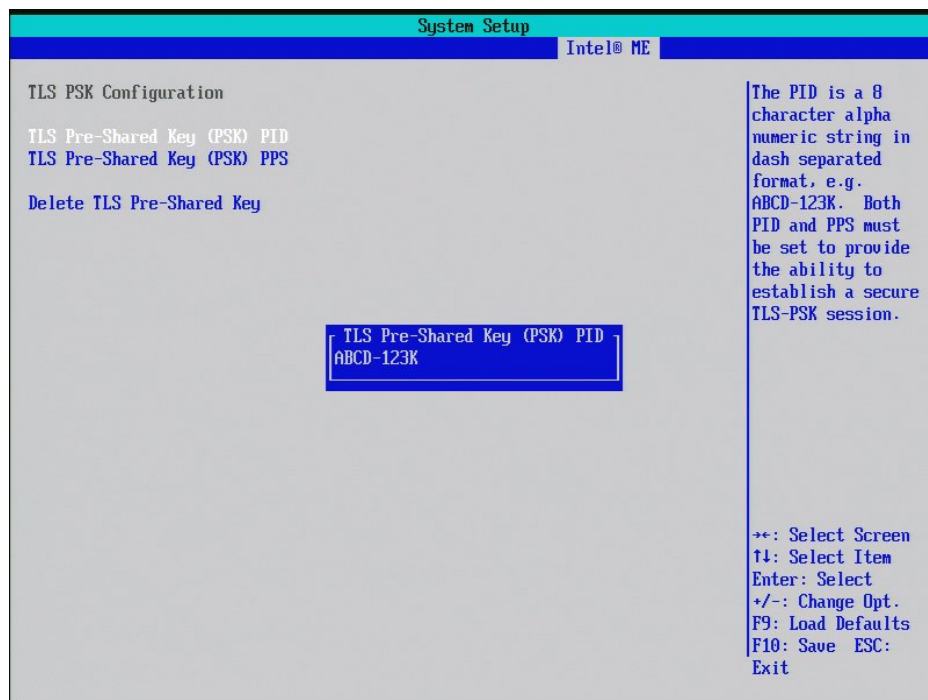 System Setup
Intel® ME
TLS PSK Configuration
TLS Pre-Shared Key (PSK) PID
TLS Pre-Shared Key (PSK) PPS
Delete TLS Pre-Shared Key
TLS Pre-Shared Key (PSK) PID
ABCD-123K
The PID is a 8
character alpha
numeric string in
dash separated
format, e.g.
ABCD-123K. Both
PID and PPS must
be set to provide
the ability to
establish a secure
TLS-PSK session.
→←: Select Screen
↑↓: Select Item
Enter: Select
+/-: Change Opt.
F9: Load Defaults
F10: Save ESC:
Exit